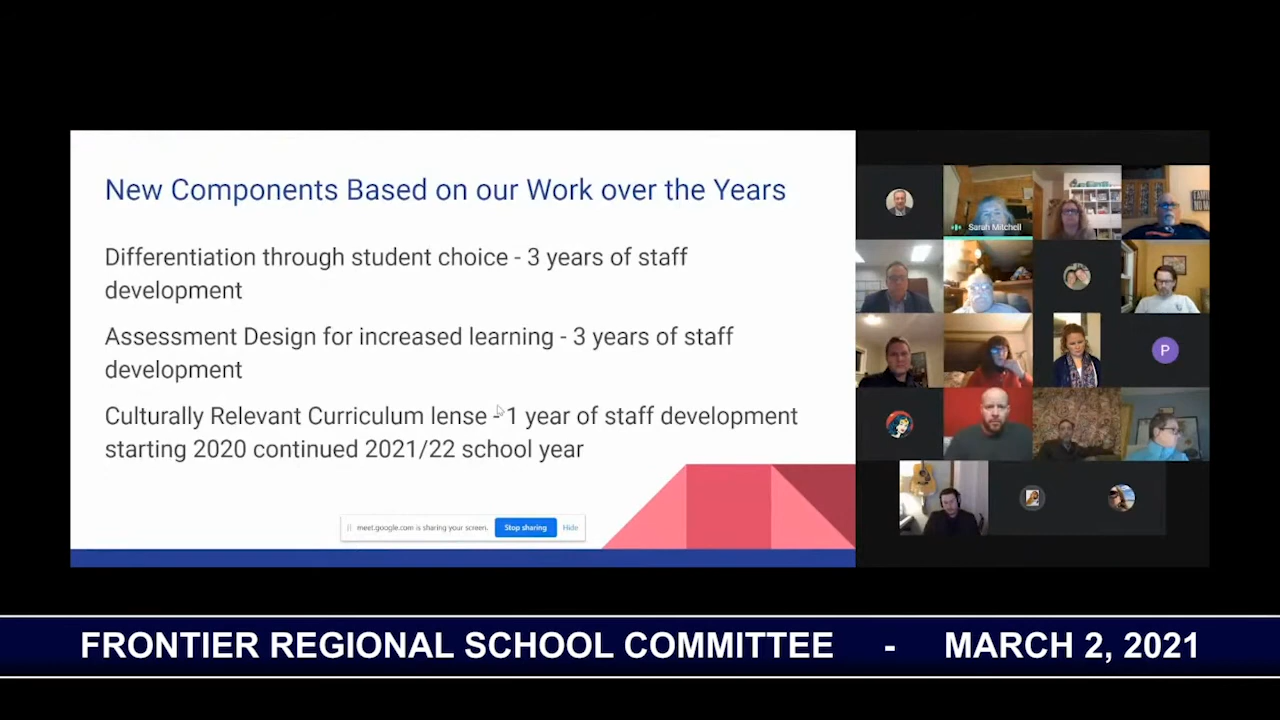 New Components Based on our Work over the Years
Differentiation through student choice - 3 years of staff
development
Assessment Design for increased learning - 3 years of staff
development
Culturally Relevant Curriculum lense - 1 year of staff development
starting 2020 continued 2021/22 school year
meet.google.com is sharing your screen.
Stop sharing
Hide
Sarah Mitchell
P
FRONTIER REGIONAL SCHOOL COMMITTEE - MARCH 2, 2021